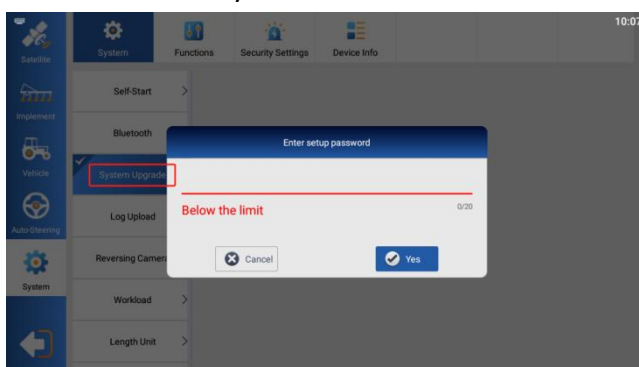 10:07
System
Functions
Security Settings
Device Info
Satellite
Implement
Vehicle
Auto-Steering
System
Self-Start
Bluetooth
System Upgrade
Log Upload
Reversing Camera
Workload
Length Unit
Enter setup password
Below the limit
0/20
Cancel
Yes